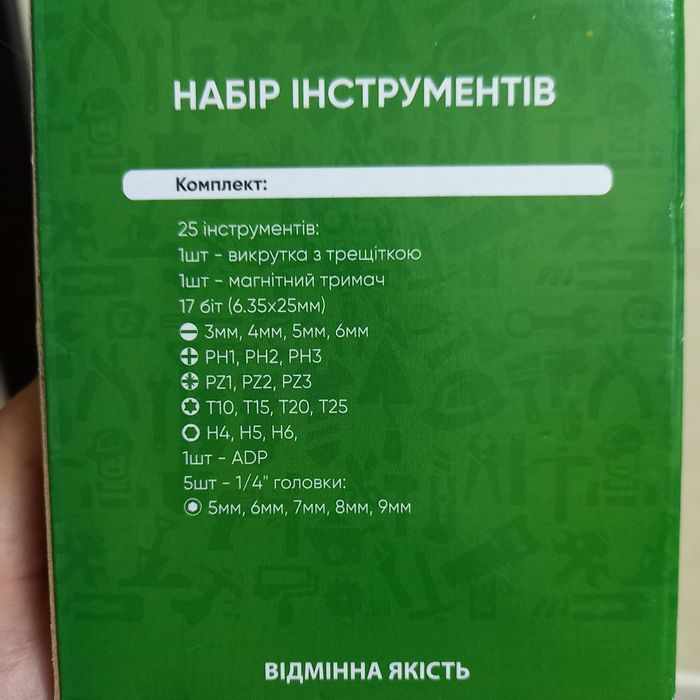 НАБІР ІНСТРУМЕНТІВ
Комплект:
25 інструментів:
1шт - викрутка з трещіткою
1шт - магнітний тримач
17 біт (6.35x25мм)
3мм, 4мм, 5мм, 6мм
PH1, PH2, PH3
PZ1, PZ2, PZ3
T10, T15, T20, T25
H4, H5, H6,
1шт - ADP
5шт - 1/4" головки:
5мм, 6мм, 7мм, 8мм, 9мм
ВІДМІННА ЯКІСТЬ